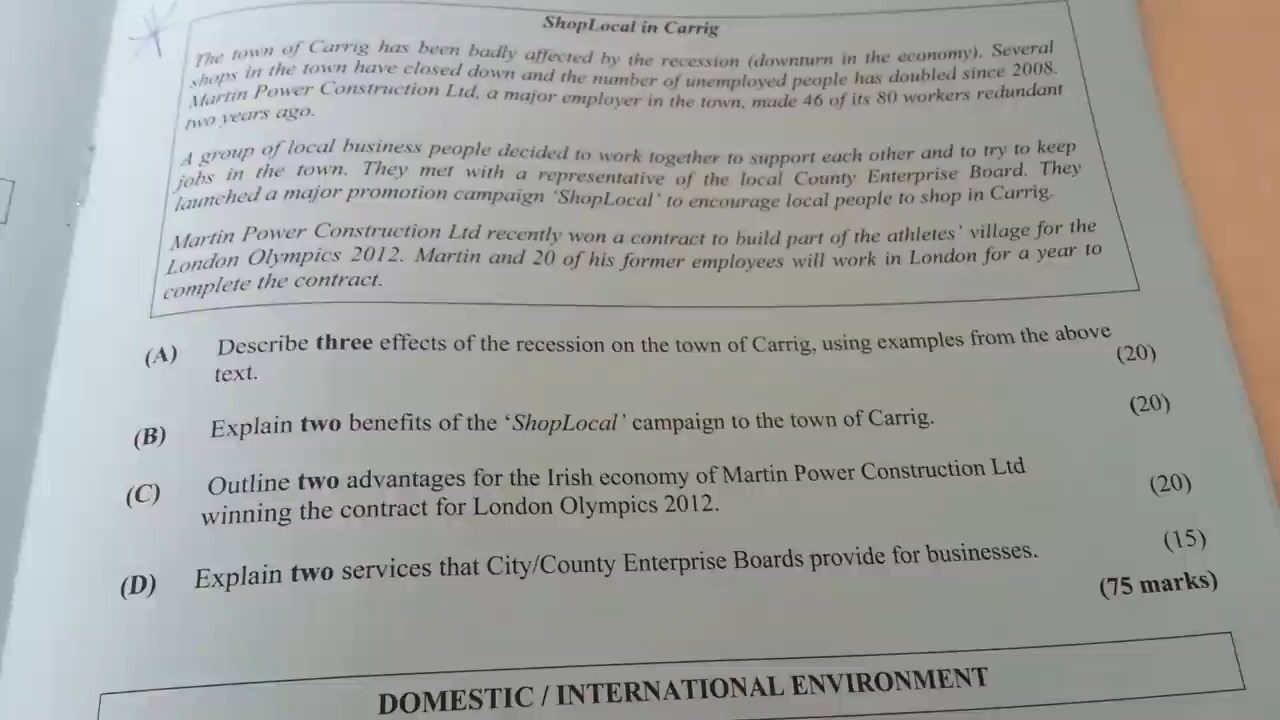 ShopLocal in Carrig
The town of Carrig has been badly affected by the recession (downturn in the economy). Several
shops in the town have closed down and the number of unemployed people has doubled since 2008.
Martin Power Construction Ltd, a major employer in the town, made 46 of its 80 workers redundant
two years ago.
A group of local business people decided to work together to support each other and to try to keep
jobs in the town. They met with a representative of the local County Enterprise Board. They
launched a major promotion campaign 'ShopLocal' to encourage local people to shop in Carrig.
Martin Power Construction Ltd recently won a contract to build part of the athletes' village for the
London Olympics 2012. Martin and 20 of his former employees will work in London for a year to
complete the contract.
(A) Describe three effects of the recession on the town of Carrig, using examples from the above
text. (20)
(B) Explain two benefits of the 'ShopLocal' campaign to the town of Carrig. (20)
(C) Outline two advantages for the Irish economy of Martin Power Construction Ltd
winning the contract for London Olympics 2012. (20)
(D) Explain two services that City/County Enterprise Boards provide for businesses. (15)
(75 marks)
DOMESTIC / INTERNATIONAL ENVIRONMENT